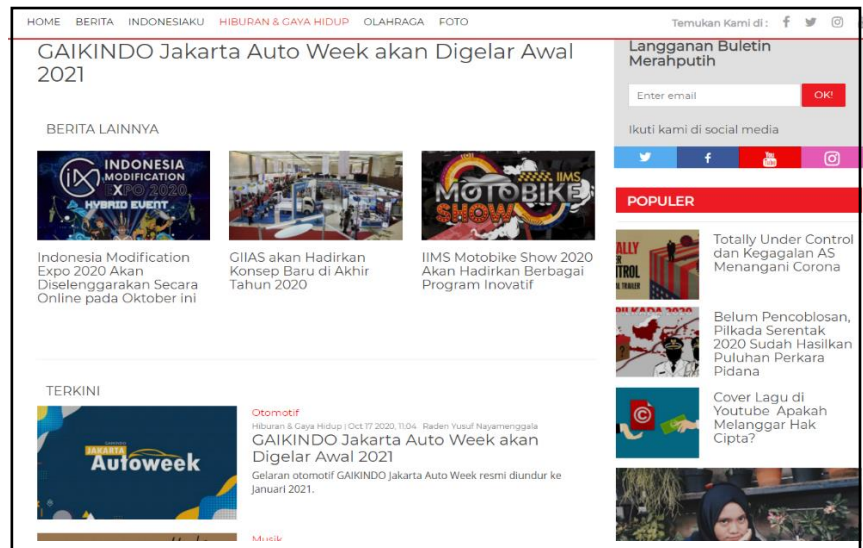 HOME BERITA INDONESIAKU HIBURAN & GAYA HIDUP OLAHRAGA FOTO Temukan Kami di :
GAIKINDO Jakarta Auto Week akan Digelar Awal
2021
BERITA LAINNYA
INDONESIA
MODIFICATION
EXPO 2020
HYBRID EVENT
Indonesia Modification
Expo 2020 Akan
Diselenggarakan Secara
Online pada Oktober ini
GIIAS akan Hadirkan
Konsep Baru di Akhir
Tahun 2020
IIMS
MOTOBIKE
SHOW
IIMS Motobike Show 2020
Akan Hadirkan Berbagai
Program Inovatif
TERKINI
GAIKINDO
JAKARTA
Autoweek
Otomotif
Hiburan & Gaya Hidup | Oct 17 2020, 11:04 Raden Yusuf Nayamenggala
GAIKINDO Jakarta Auto Week akan
Digelar Awal 2021
Gelaran otomotif GAIKINDO Jakarta Auto Week resmi diundur ke
Januari 2021.
Musik
Langganan Buletin
Merahputih
Enter email OK!
Ikuti kami di social media
You
Tube
POPULER
Totally Under Control
dan Kegagalan AS
Menangani Corona
PILKADA 2020
Belum Pencoblosan,
Pilkada Serentak
2020 Sudah Hasilkan
Puluhan Perkara
Pidana
Cover Lagu di
Youtube Apakah
Melanggar Hak
Cipta?